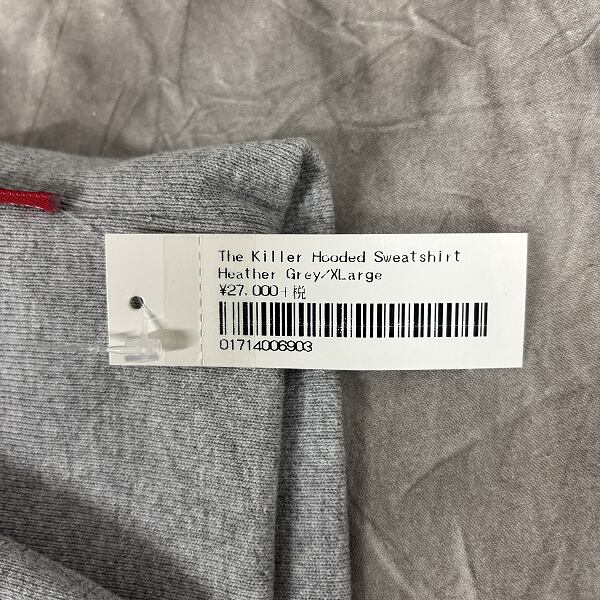 The Killer Hooded Sweatshirt
Heather Grey/XLarge
¥27,000+税
01714006903